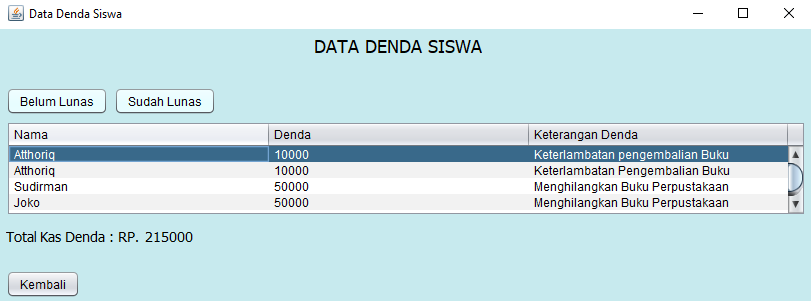 Data Denda Siswa
DATA DENDA SISWA
Belum Lunas Sudah Lunas
Nama Denda Keterangan Denda
Atthoriq 10000 Keterlambatan pengembalian Buku
Atthoriq 10000 Keterlambatan Pengembalian Buku
Sudirman 50000 Menghilangkan Buku Perpustakaan
Joko 50000 Menghilangkan Buku Perpustakaan
Total Kas Denda : RP. 215000
Kembali